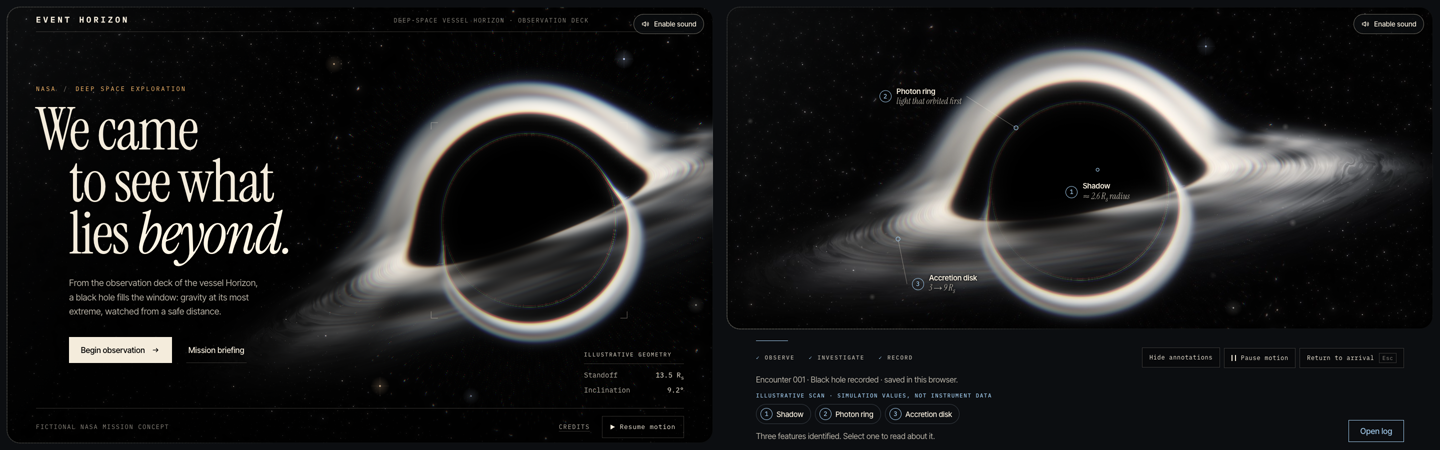 EVENT HORIZON
DEEP-SPACE VESSEL HORIZON · OBSERVATION DECK
Enable sound
NASA / DEEP SPACE EXPLORATION
We came
to see what
lies beyond.
From the observation deck of the vessel Horizon,
a black hole fills the window: gravity at its most
extreme, watched from a safe distance.
Begin observation →
Mission briefing
ILLUSTRATIVE GEOMETRY
Standoff 13.5 Rs
Inclination 9.2°
FICTIONAL NASA MISSION CONCEPT
CREDITS
Resume motion
Enable sound
2 Photon ring
light that orbited first
1 Shadow
≈ 2.6 Rs radius
3 Accretion disk
3 → 9 Rs
✓ OBSERVE ✓ INVESTIGATE ✓ RECORD
Hide annotations
Pause motion
Return to arrival Esc
Encounter 001 · Black hole recorded · saved in this browser.
ILLUSTRATIVE SCAN · SIMULATION VALUES, NOT INSTRUMENT DATA
1 Shadow
2 Photon ring
3 Accretion disk
Three features identified. Select one to read about it.
Open log